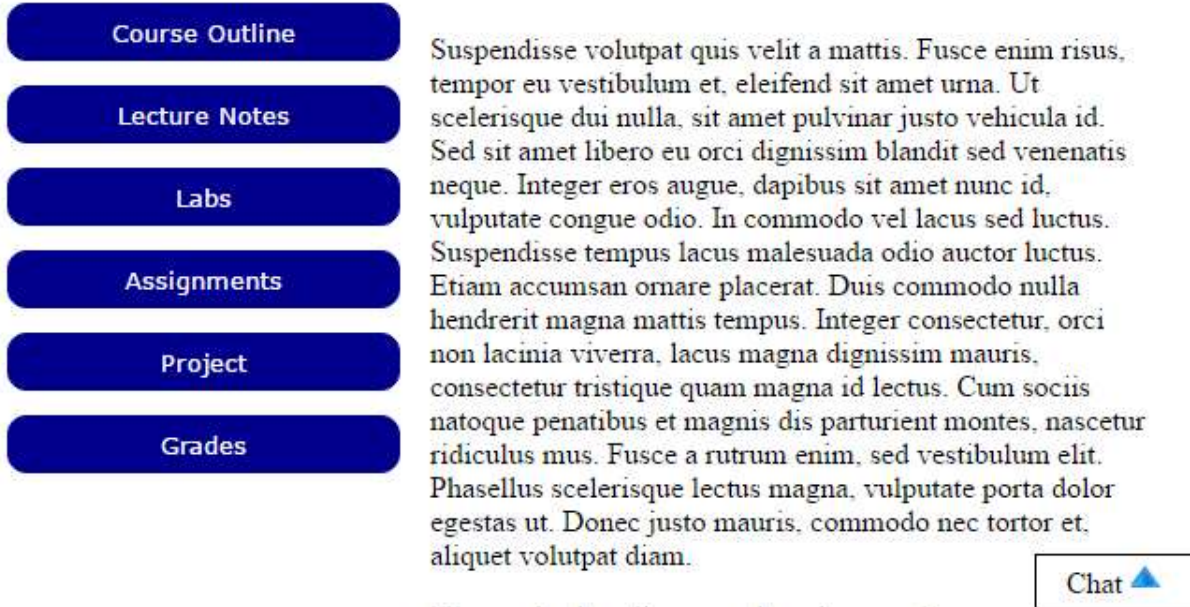 Course Outline
Lecture Notes
Labs
Assignments
Project
Grades
Suspendisse volutpat quis velit a mattis. Fusce enim risus,
tempor eu vestibulum et, eleifend sit amet urna. Ut
scelerisque dui nulla, sit amet pulvinar justo vehicula id.
Sed sit amet libero eu orci dignissim blandit sed venenatis
neque. Integer eros augue, dapibus sit amet nunc id,
vulputate congue odio. In commodo vel lacus sed luctus.
Suspendisse tempus lacus malesuada odio auctor luctus.
Etiam accumsan ornare placerat. Duis commodo nulla
hendrerit magna mattis tempus. Integer consectetur, orci
non lacinia viverra, lacus magna dignissim mauris,
consectetur tristique quam magna id lectus. Cum sociis
natoque penatibus et magnis dis parturient montes, nascetur
ridiculus mus. Fusce a rutrum enim, sed vestibulum elit.
Phasellus scelerisque lectus magna, vulputate porta dolor
egestas ut. Donec justo mauris, commodo nec tortor et,
aliquet volutpat diam.
Chat